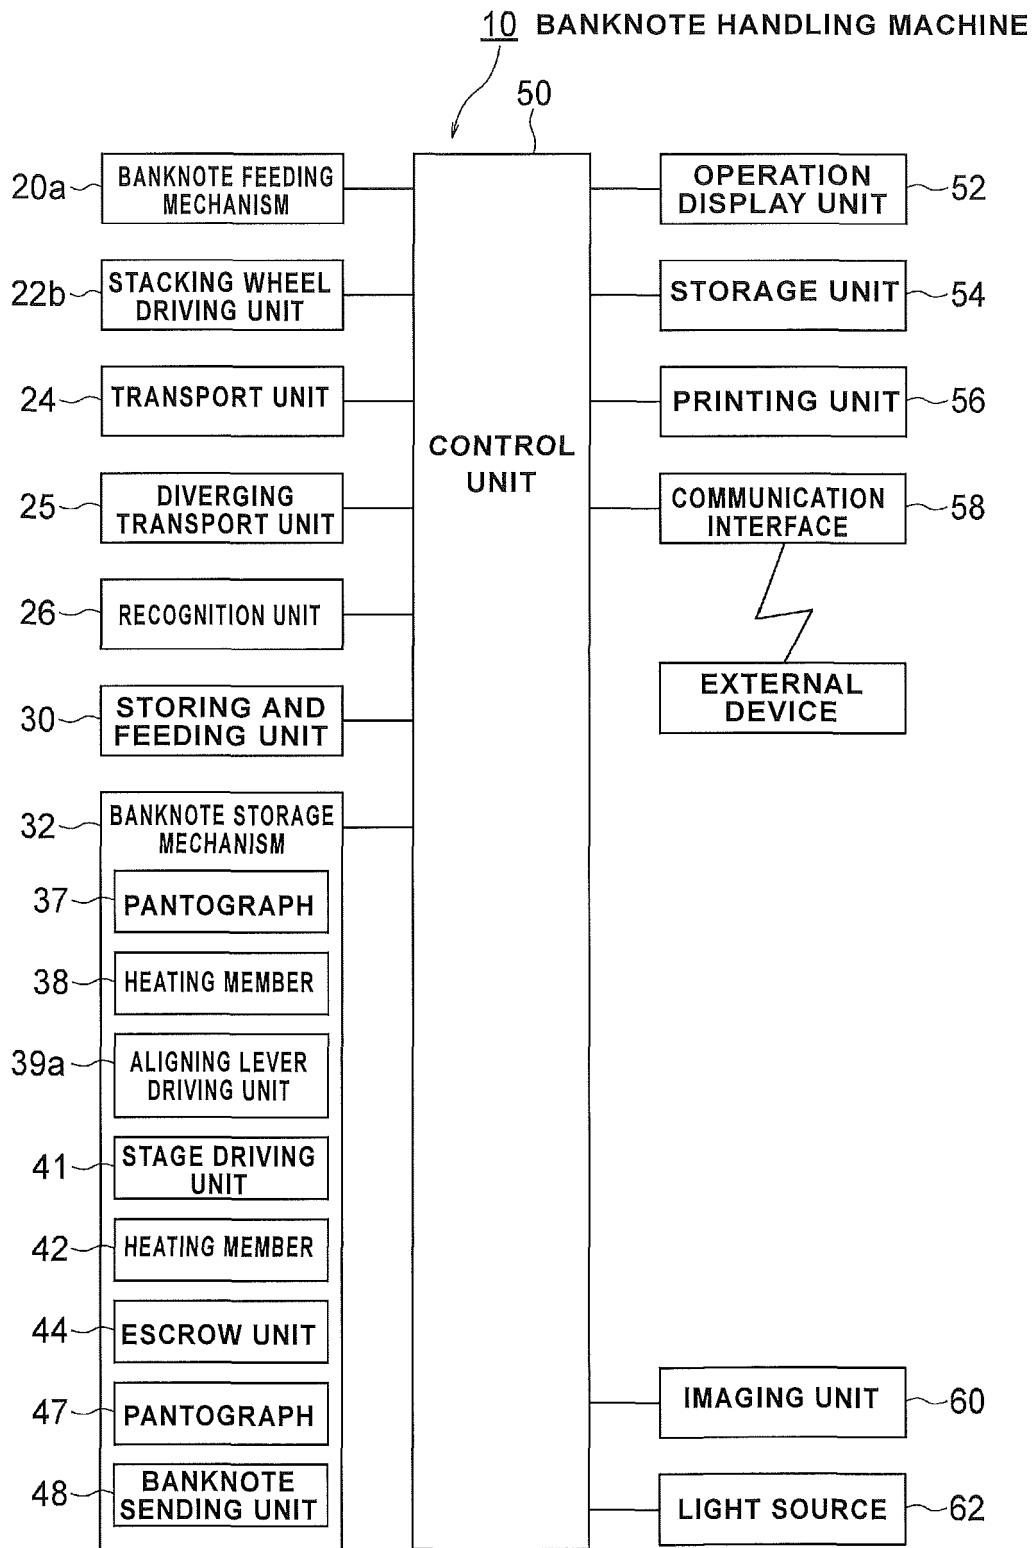 10 BANKNOTE HANDLING MACHINE
50
CONTROL
UNIT
20a
BANKNOTE FEEDING
MECHANISM
22b
STACKING WHEEL
DRIVING UNIT
24
TRANSPORT UNIT
25
DIVERGING
TRANSPORT UNIT
26
RECOGNITION UNIT
30
STORING AND
FEEDING UNIT
32
BANKNOTE STORAGE
MECHANISM
37
PANTOGRAPH
38
HEATING MEMBER
39a
ALIGNING LEVER
DRIVING UNIT
41
STAGE DRIVING
UNIT
42
HEATING MEMBER
44
ESCROW UNIT
47
PANTOGRAPH
48
BANKNOTE
SENDING UNIT
OPERATION
DISPLAY UNIT
52
STORAGE UNIT
54
PRINTING UNIT
56
COMMUNICATION
INTERFACE
58
EXTERNAL
DEVICE
IMAGING UNIT
60
LIGHT SOURCE
62